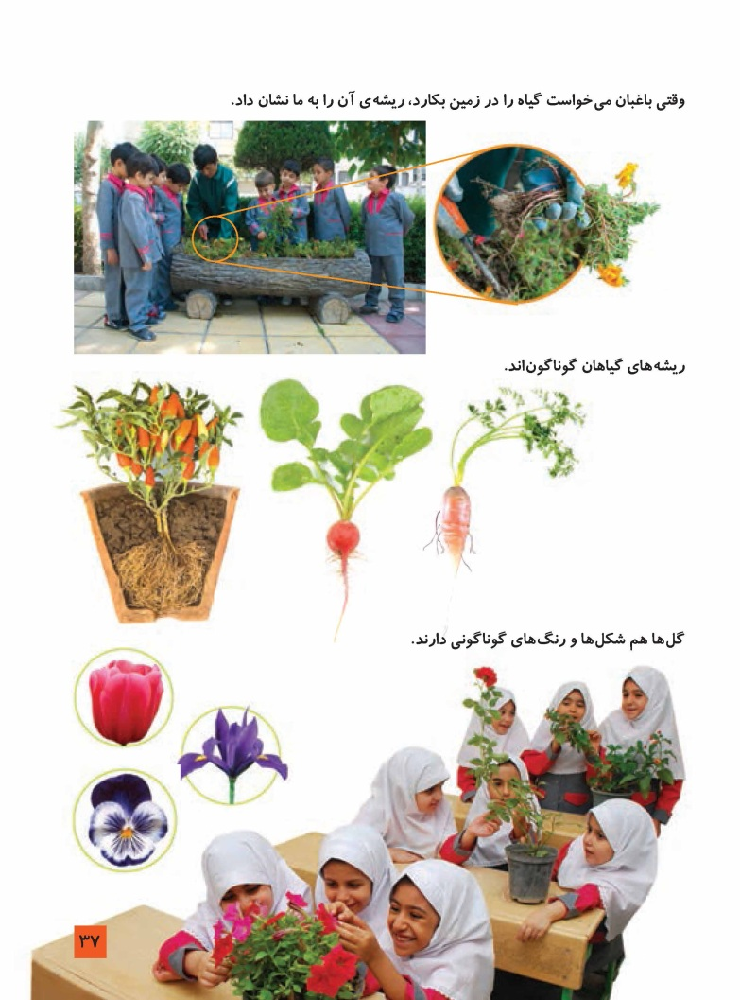 وقتی باغبان می‌خواست گیاه را در زمین بکارد، ریشه‌ی آن را به ما نشان داد.
ریشه‌های گیاهان گوناگون‌اند.
گل‌ها هم شکل‌ها و رنگ‌های گوناگونی دارند.
۳۷